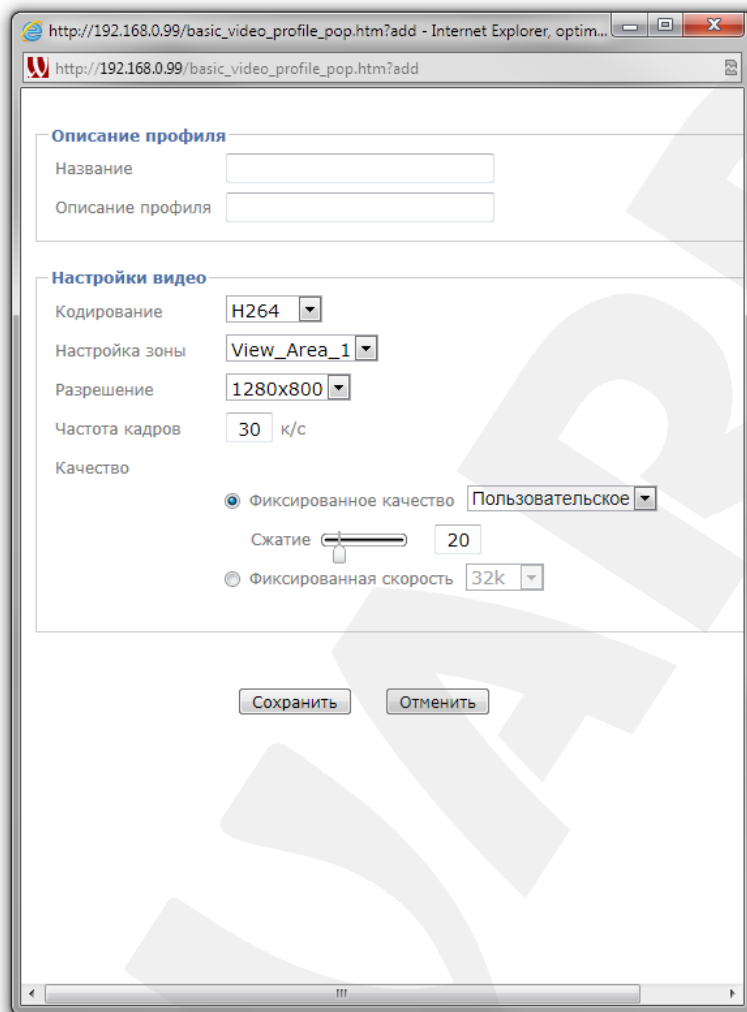 http://192.168.0.99/basic_video_profile_pop.htm?add - Internet Explorer, optim...
http://192.168.0.99/basic_video_profile_pop.htm?add
Описание профиля
Название
Описание профиля
Настройки видео
Кодирование H264
Настройка зоны View_Area_1
Разрешение 1280x800
Частота кадров 30 к/с
Качество
Фиксированное качество Пользовательское
Сжатие 20
Фиксированная скорость 32k
Сохранить Отменить